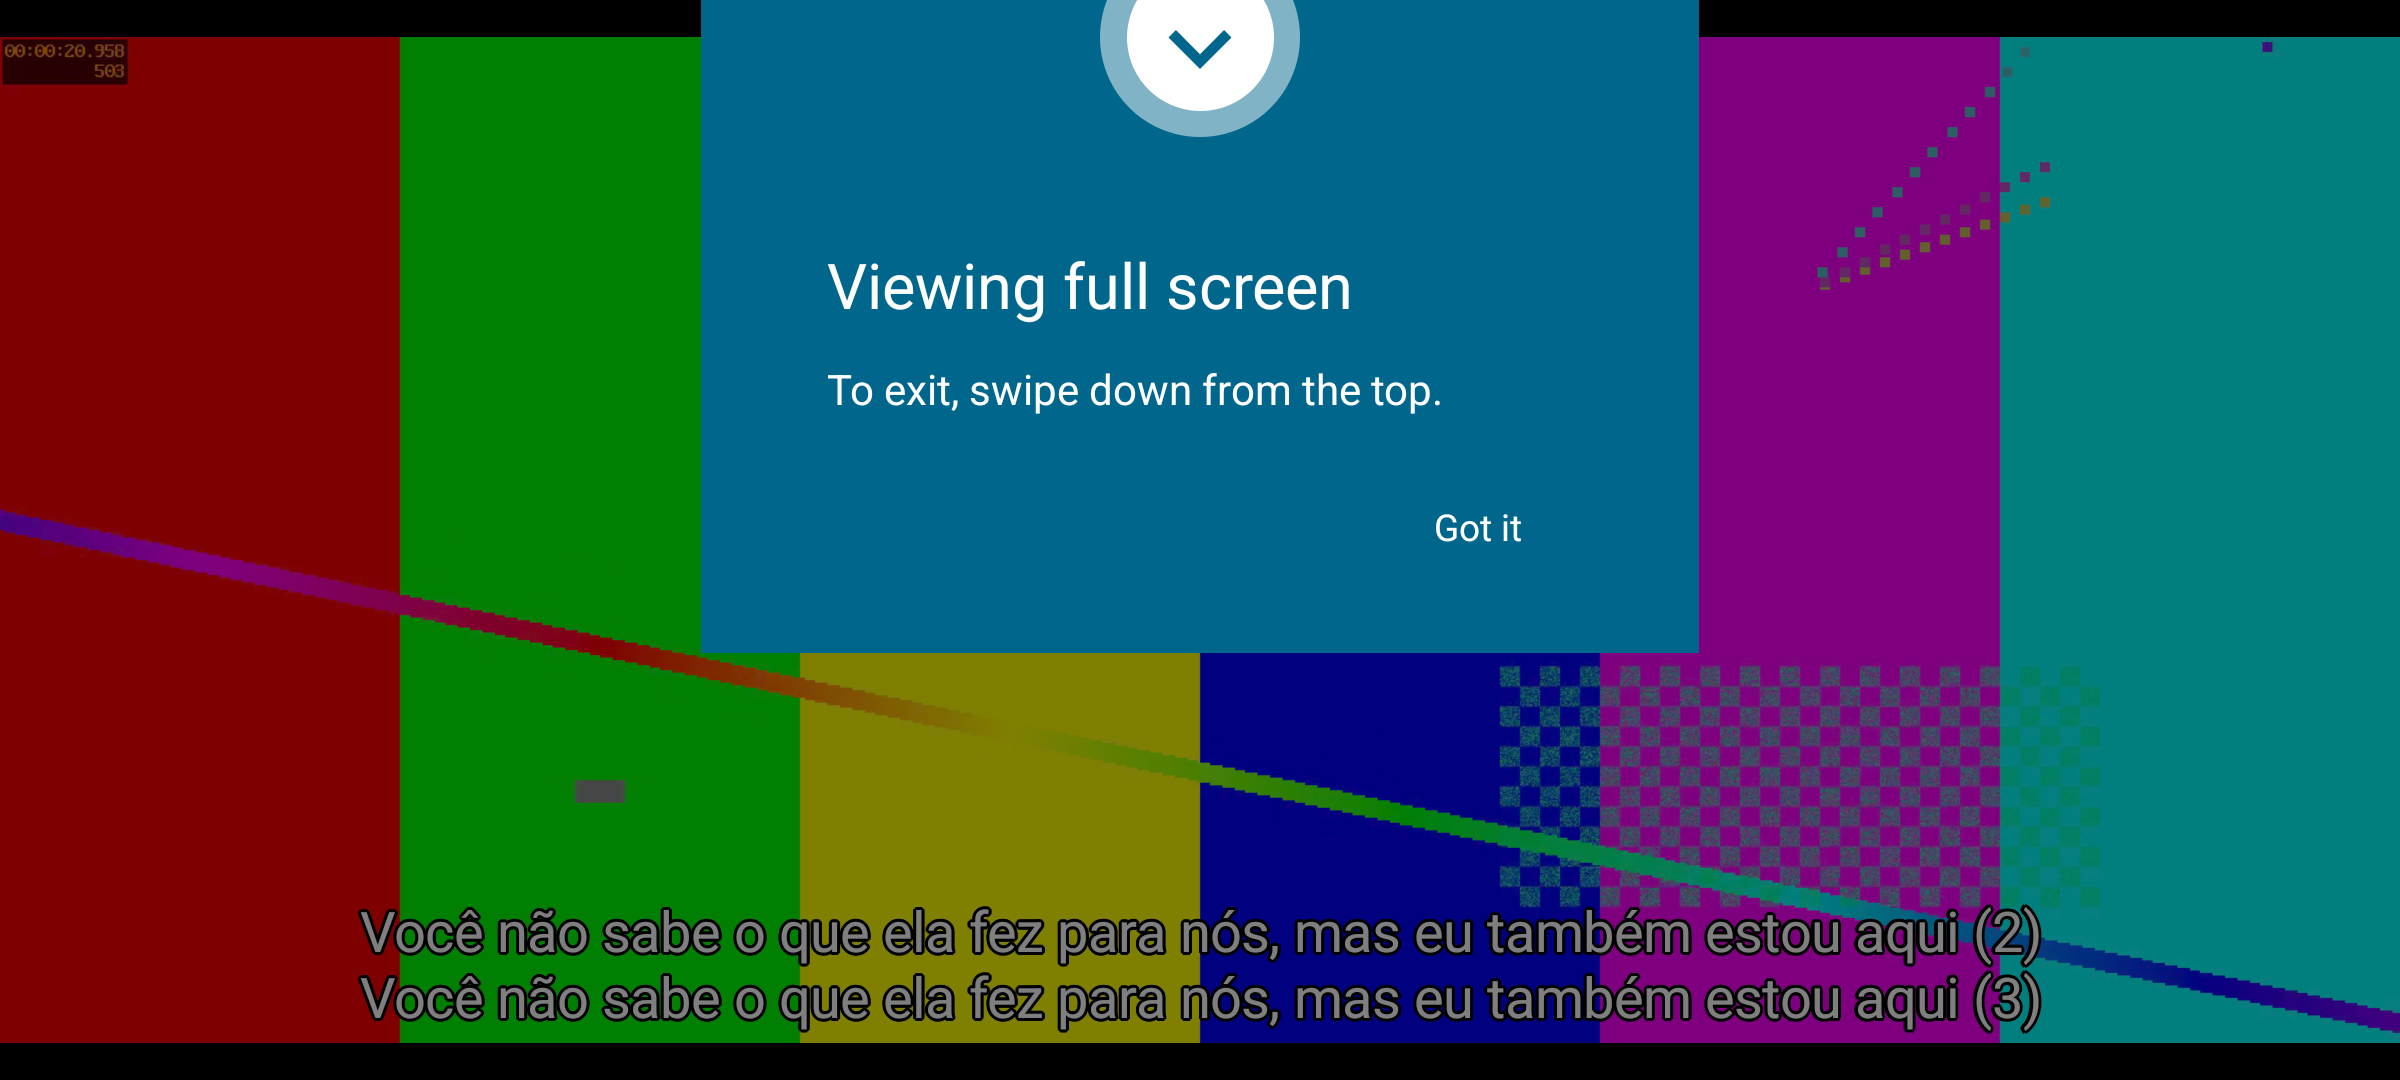 00:00:20.958
503
Viewing full screen
To exit, swipe down from the top.
Got it
Você não sabe o que ela fez para nós, mas eu também estou aqui (2)
Você não sabe o que ela fez para nós, mas eu também estou aqui (3)